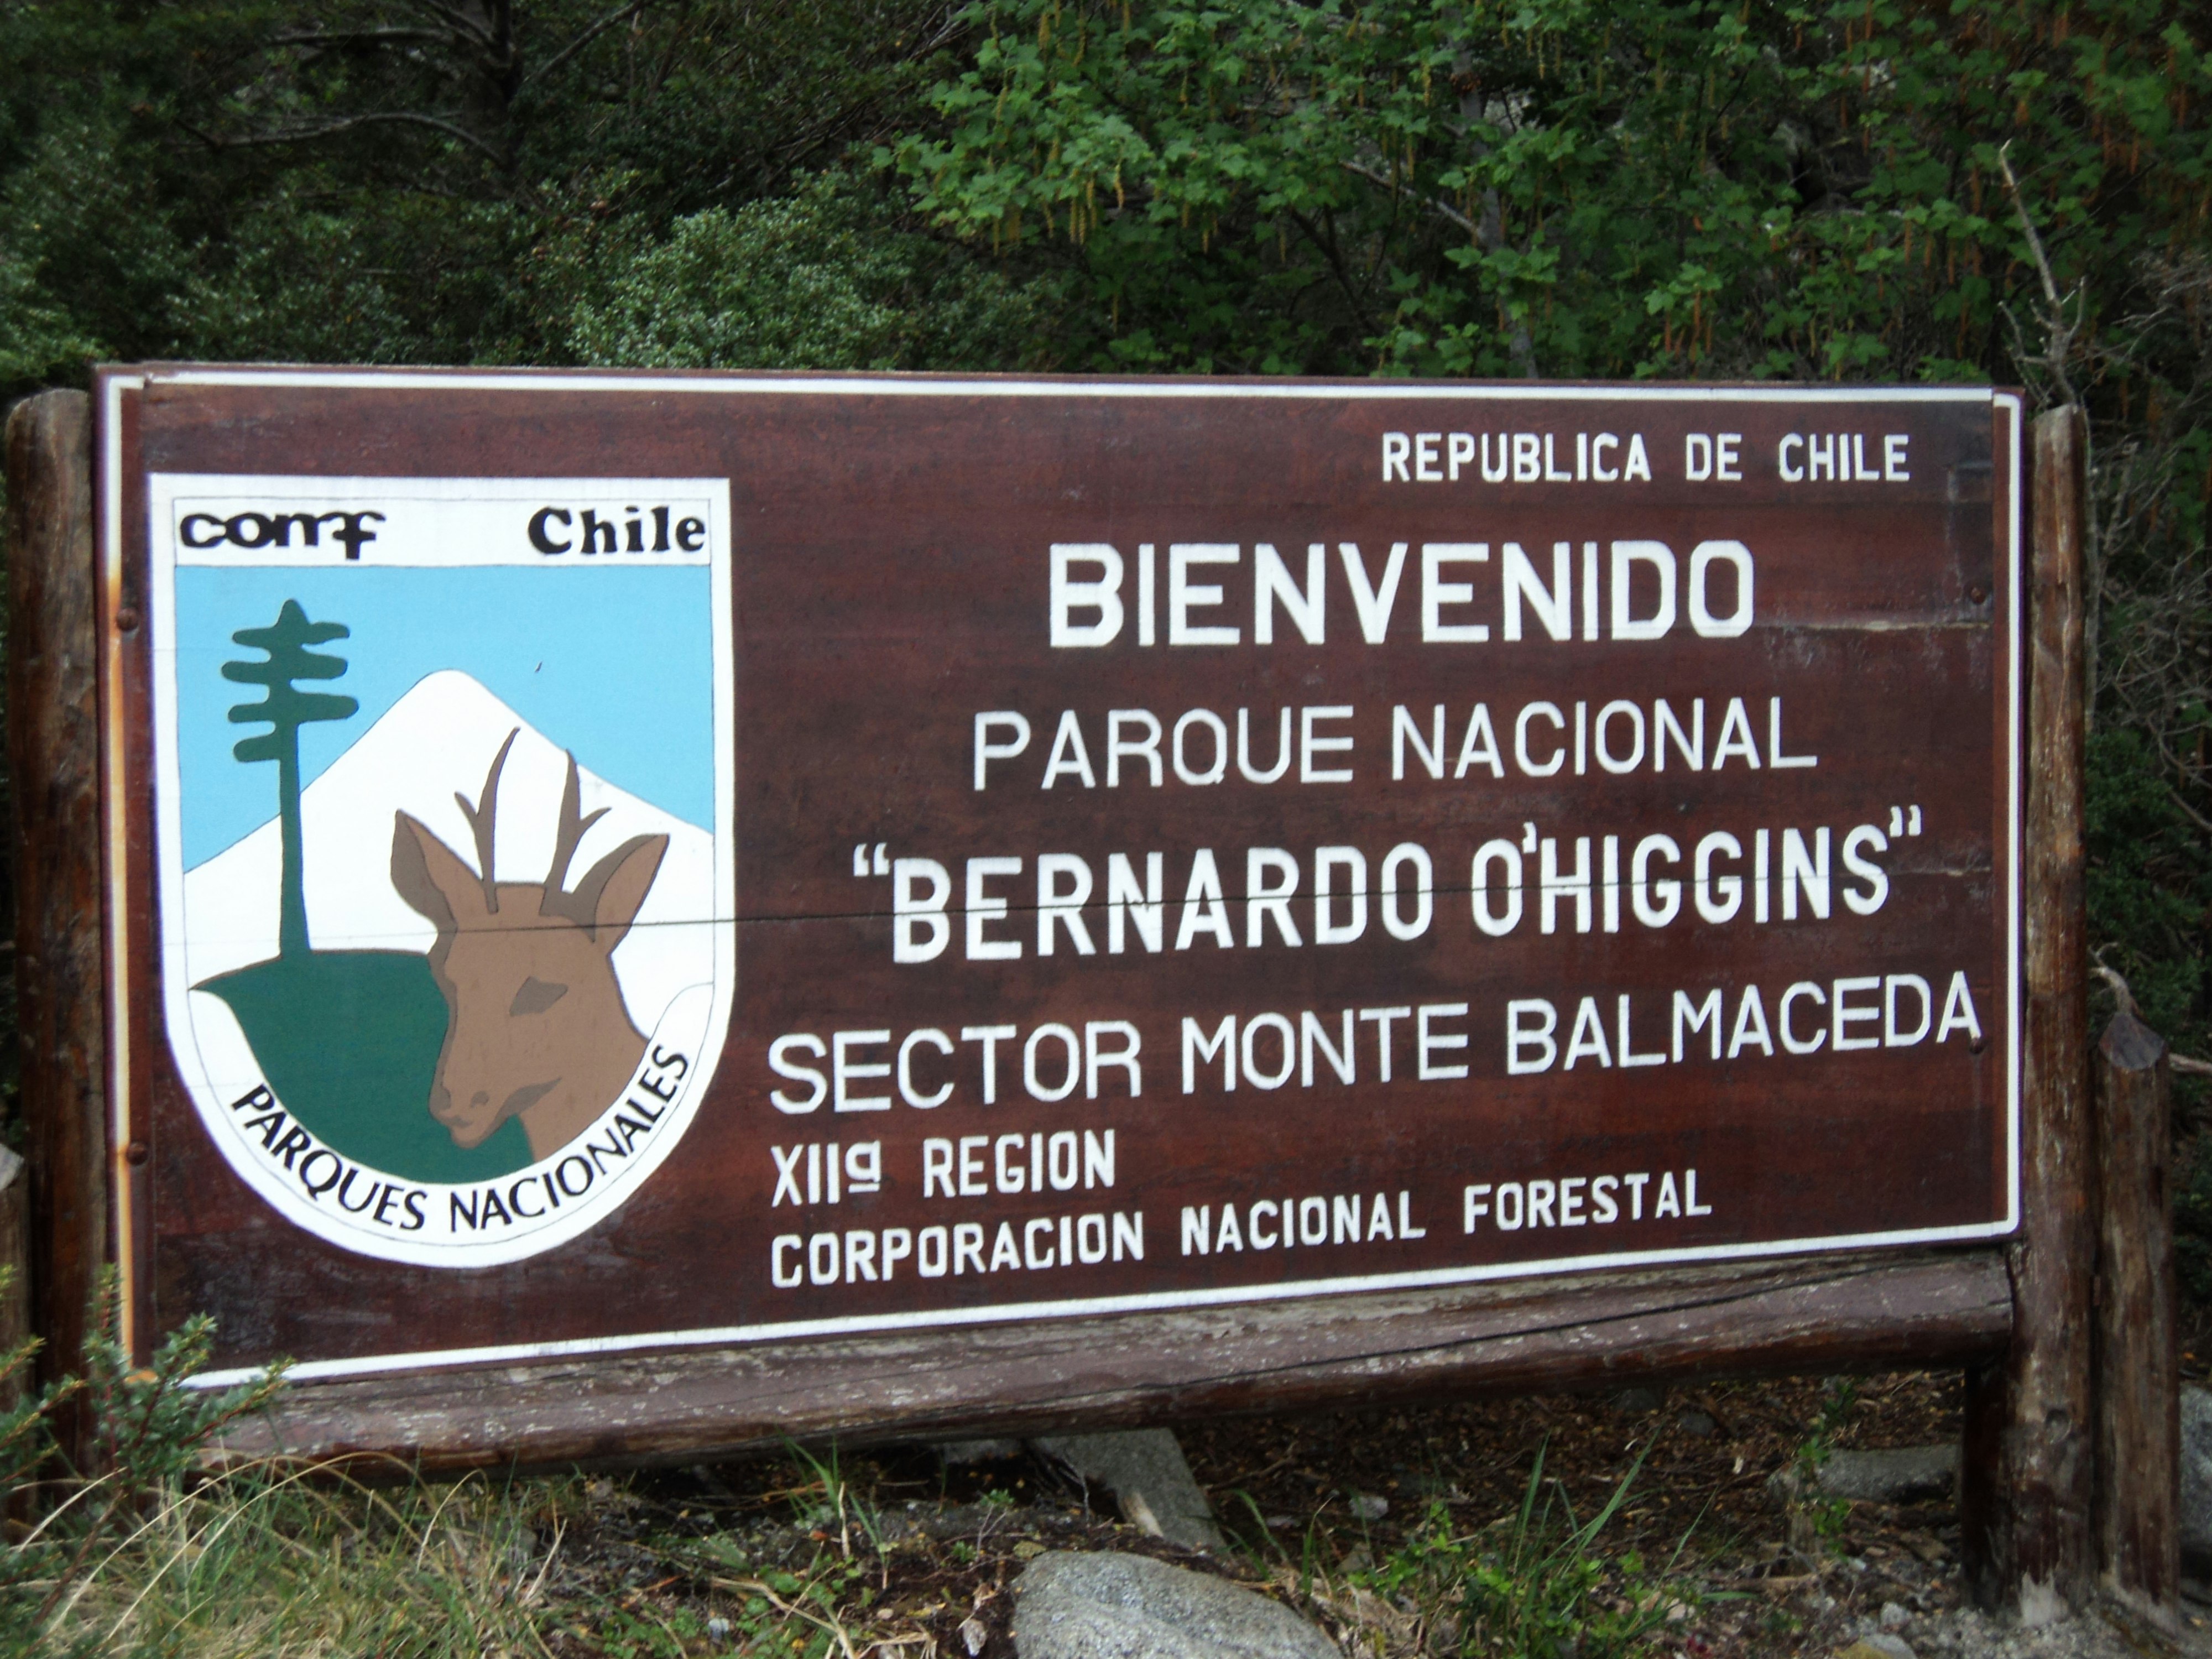 conaf Chile
PARQUES NACIONALES
REPUBLICA DE CHILE
BIENVENIDO
PARQUE NACIONAL
"BERNARDO O'HIGGINS"
SECTOR MONTE BALMACEDA
XIIª REGION
CORPORACION NACIONAL FORESTAL